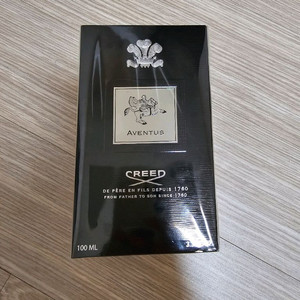 AVENTUS
CREED
DE PÈRE EN FILS DEPUIS 1760
FROM FATHER TO SON SINCE 1760
100 ML